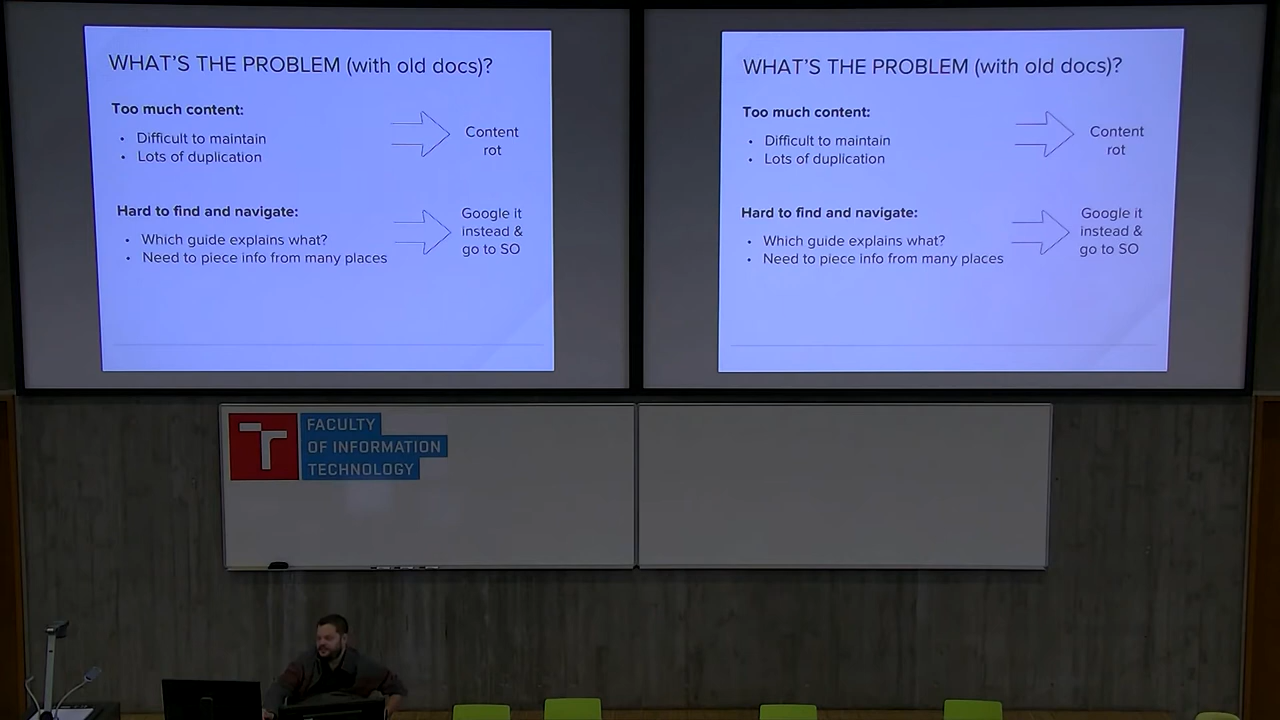 WHAT'S THE PROBLEM (with old docs)?
Too much content:
• Difficult to maintain
• Lots of duplication
Content
rot
Hard to find and navigate:
• Which guide explains what?
• Need to piece info from many places
Google it
instead &
go to SO
WHAT'S THE PROBLEM (with old docs)?
Too much content:
• Difficult to maintain
• Lots of duplication
Content
rot
Hard to find and navigate:
• Which guide explains what?
• Need to piece info from many places
Google it
instead &
go to SO
FACULTY
OF INFORMATION
TECHNOLOGY